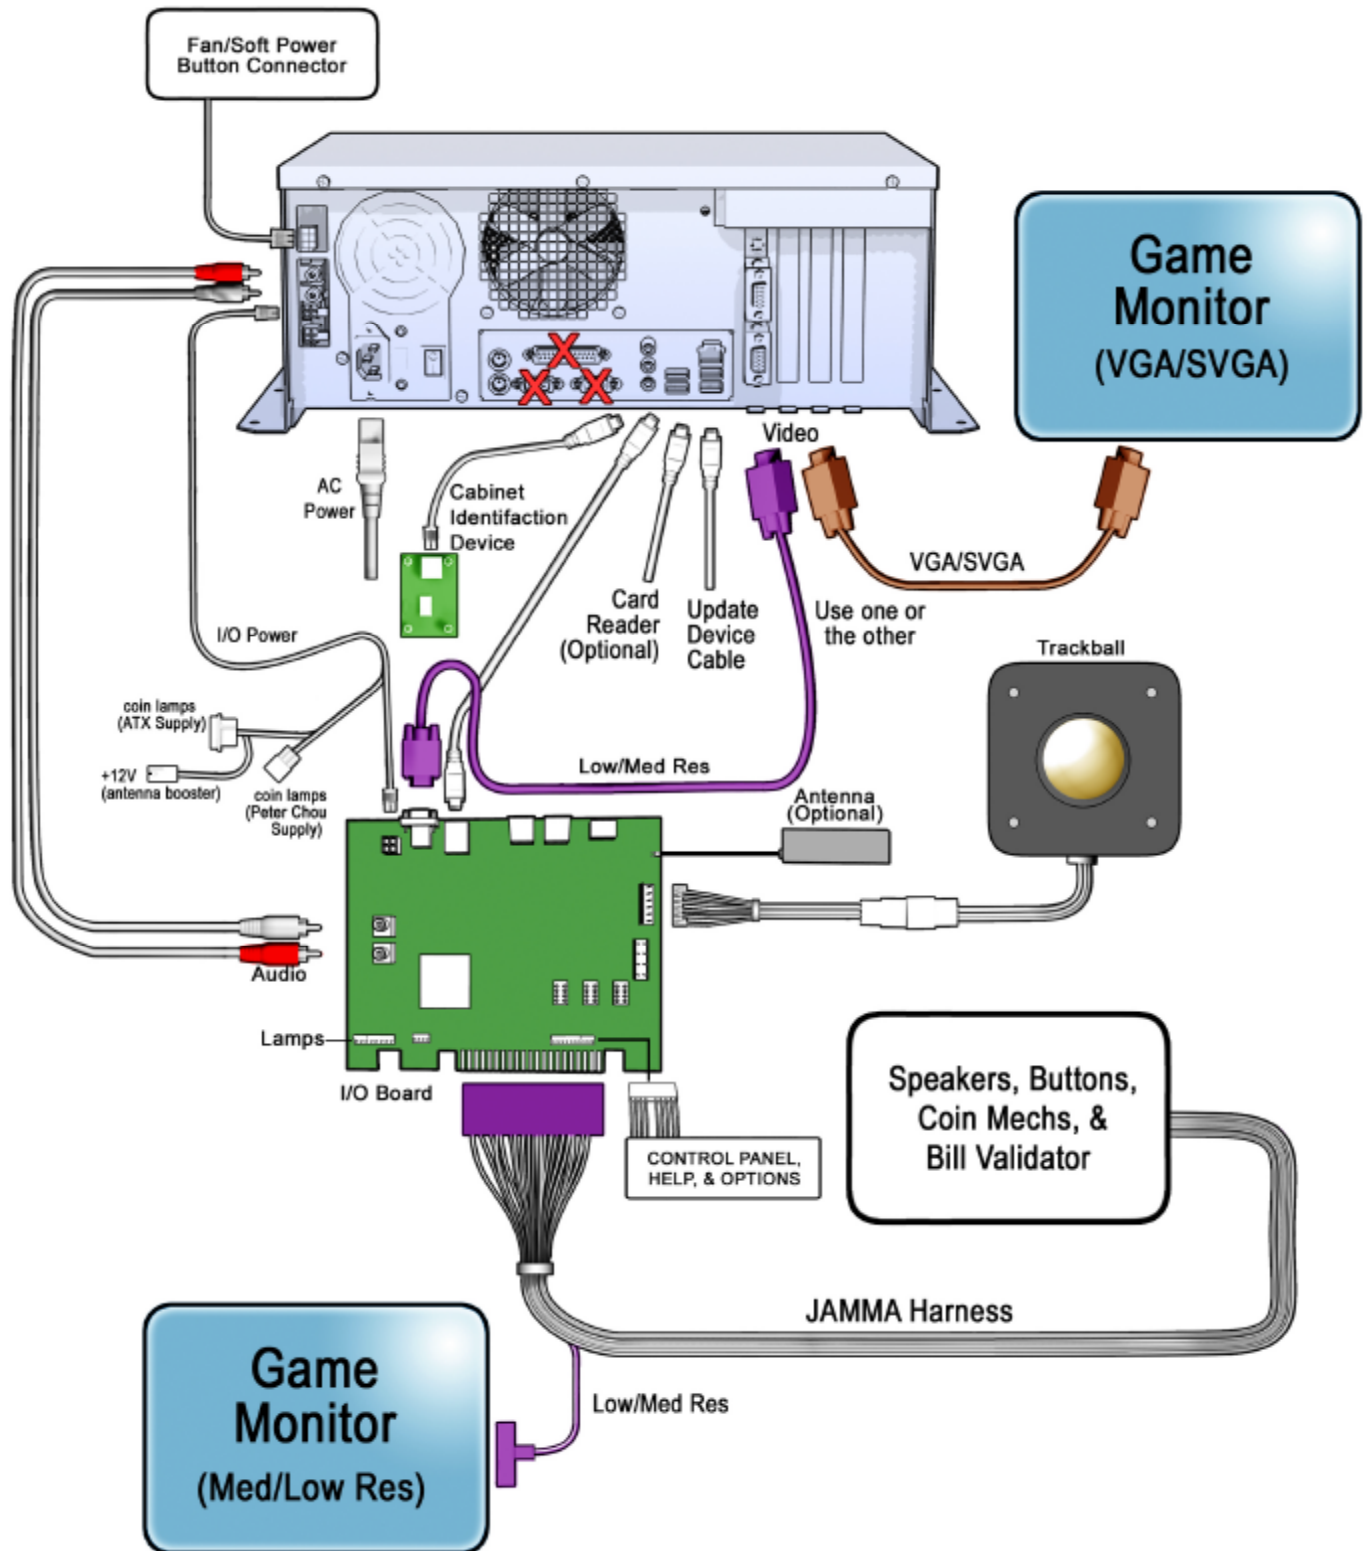 Fan/Soft Power
Button Connector
Game
Monitor
(VGA/SVGA)
X
X
X
Video
AC
Power
Cabinet
Identifaction
Device
Card
Reader
(Optional)
Update
Device
Cable
VGA/SVGA
Use one or
the other
I/O Power
Trackball
coin lamps
(ATX Supply)
+12V
(antenna booster)
coin lamps
(Peter Chou
Supply)
Low/Med Res
Antenna
(Optional)
Audio
Lamps
I/O Board
CONTROL PANEL,
HELP, & OPTIONS
Speakers, Buttons,
Coin Mechs, &
Bill Validator
JAMMA Harness
Game
Monitor
(Med/Low Res)
Low/Med Res